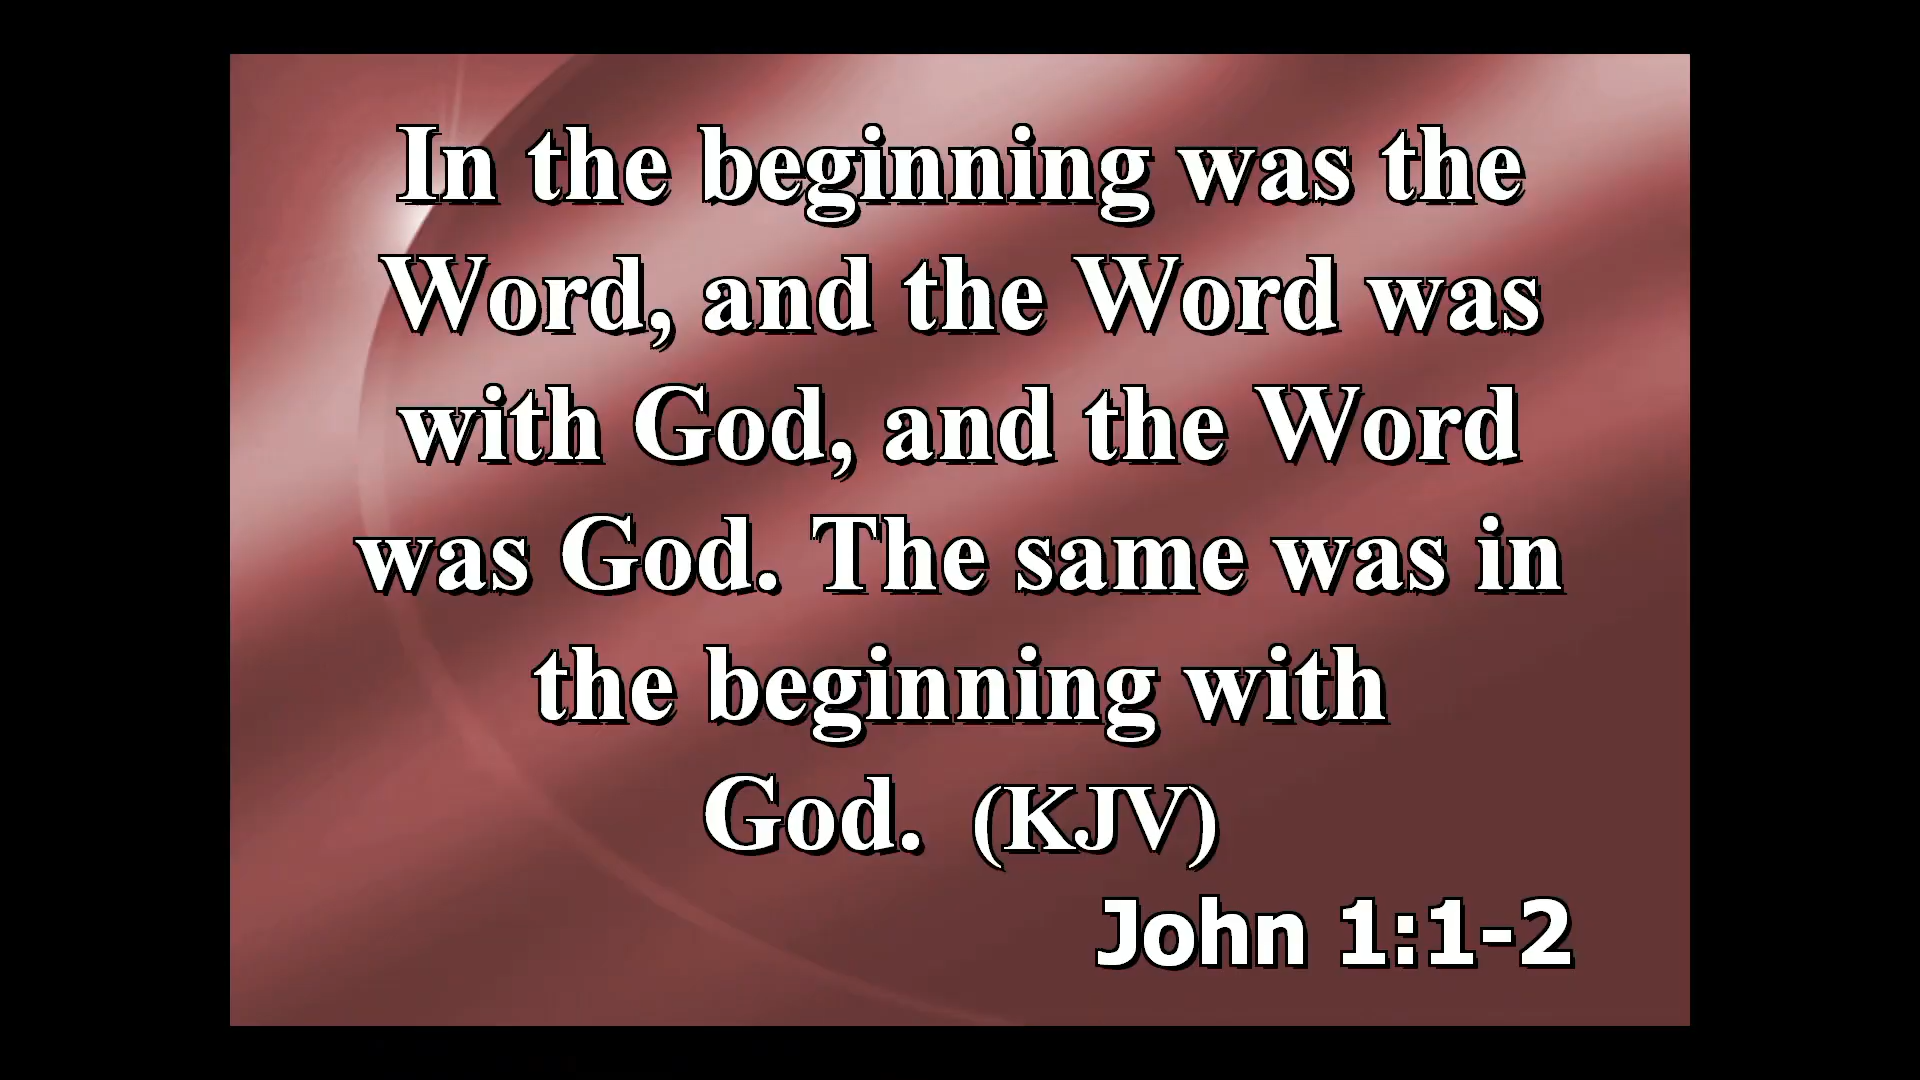 In the beginning was the
Word, and the Word was
with God, and the Word
was God. The same was in
the beginning with
God. (KJV)
John 1:1-2